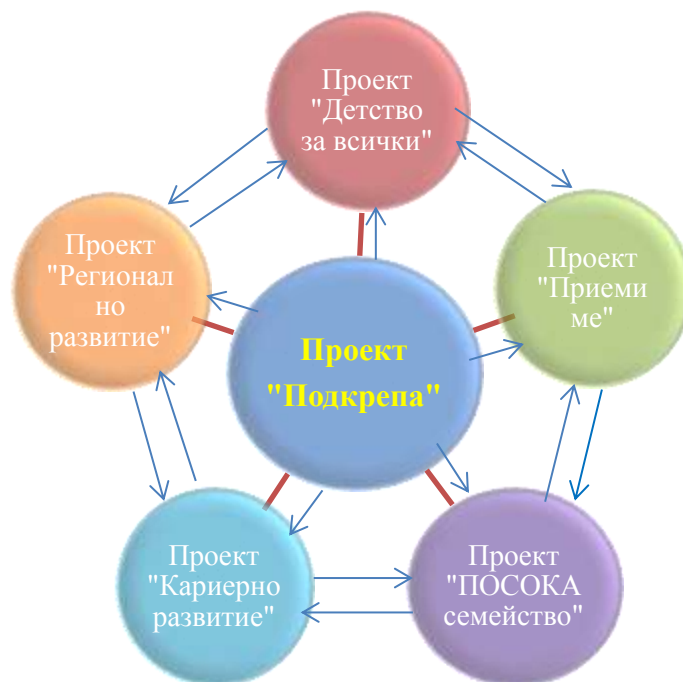 Проект
"Детство
за всички"
Проект
"Регионал
но
развитие"
Проект
"Приеми
ме"
Проект
"Подкрепа"
Проект
"Кариерно
развитие"
Проект
"ПОСОКА
семейство"